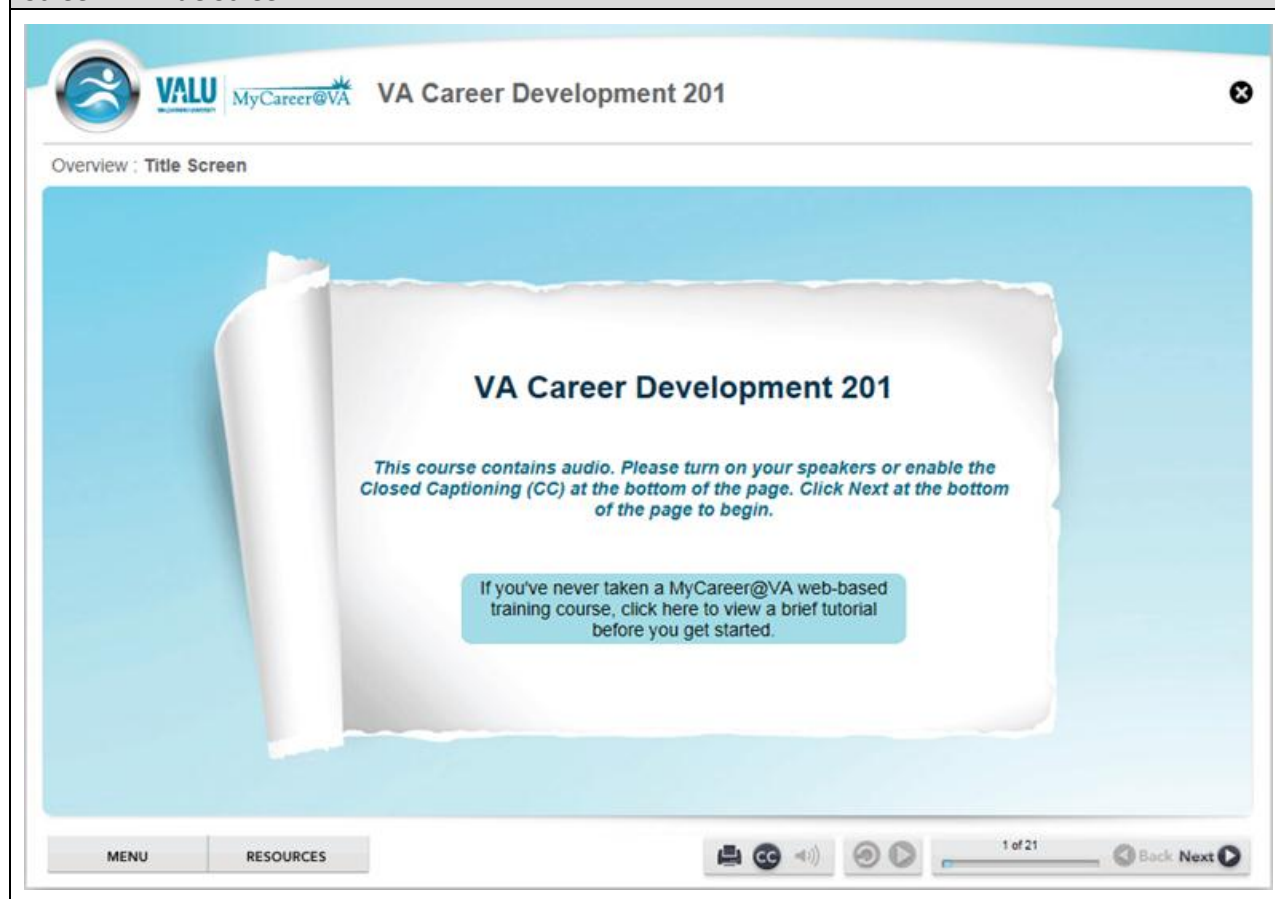 VALU MyCareer@VA VA Career Development 201
Overview : Title Screen
VA Career Development 201
This course contains audio. Please turn on your speakers or enable the
Closed Captioning (CC) at the bottom of the page. Click Next at the bottom
of the page to begin.
If you've never taken a MyCareer@VA web-based
training course, click here to view a brief tutorial
before you get started.
MENU RESOURCES CC 1 of 21 Back Next